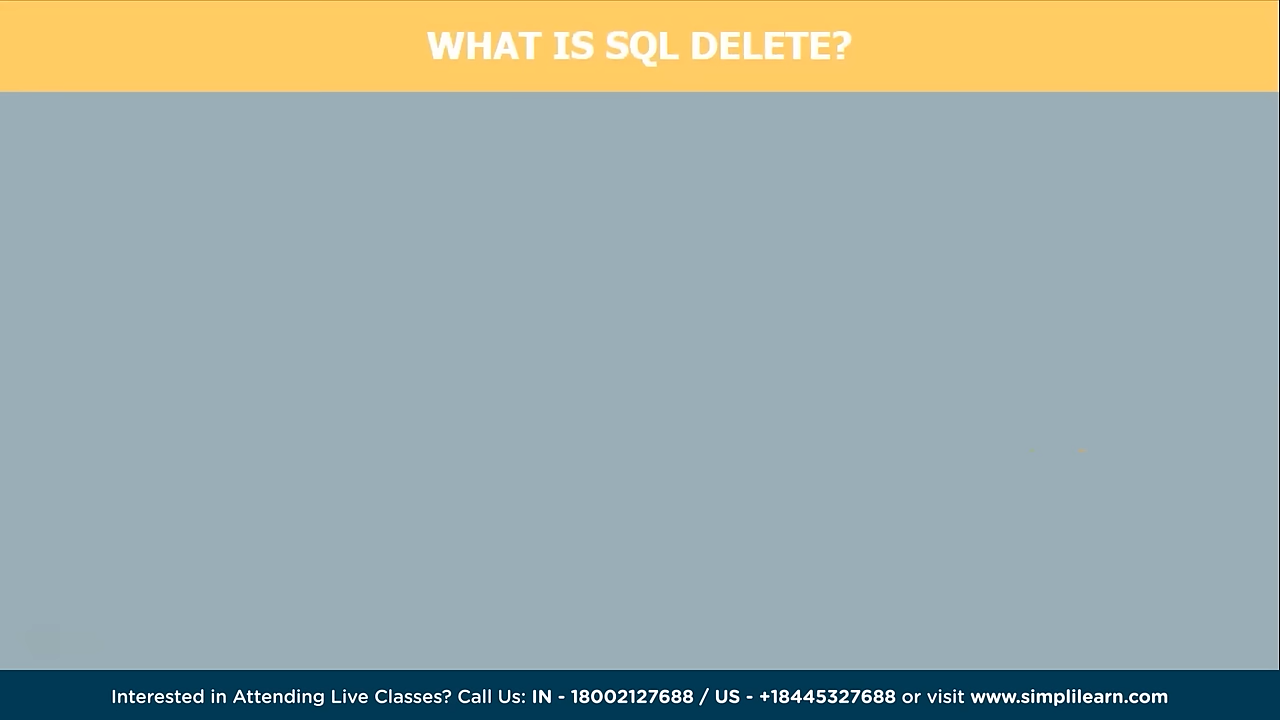 WHAT IS SQL DELETE?
Interested in Attending Live Classes? Call Us: IN - 18002127688 / US - +18445327688 or visit www.simplilearn.com